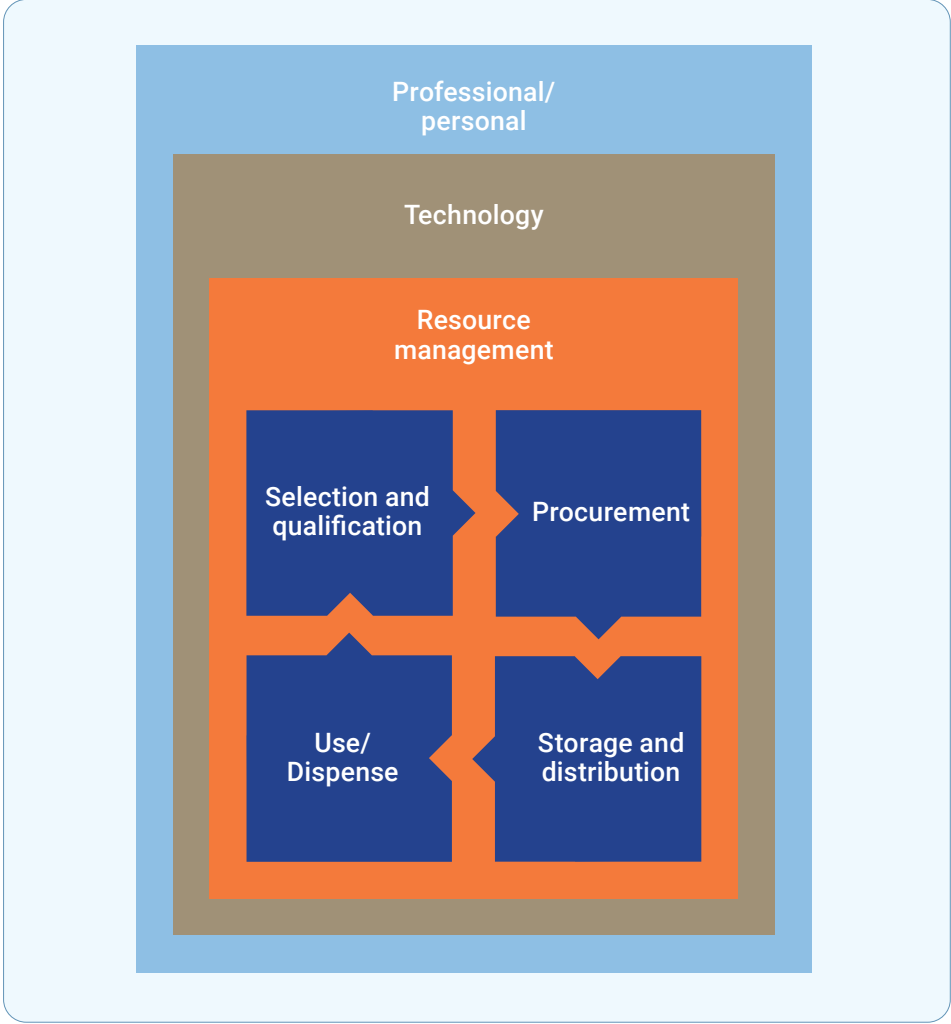 Professional/
personal
Technology
Resource
management
Selection and
qualification
Procurement
Use/
Dispense
Storage and
distribution